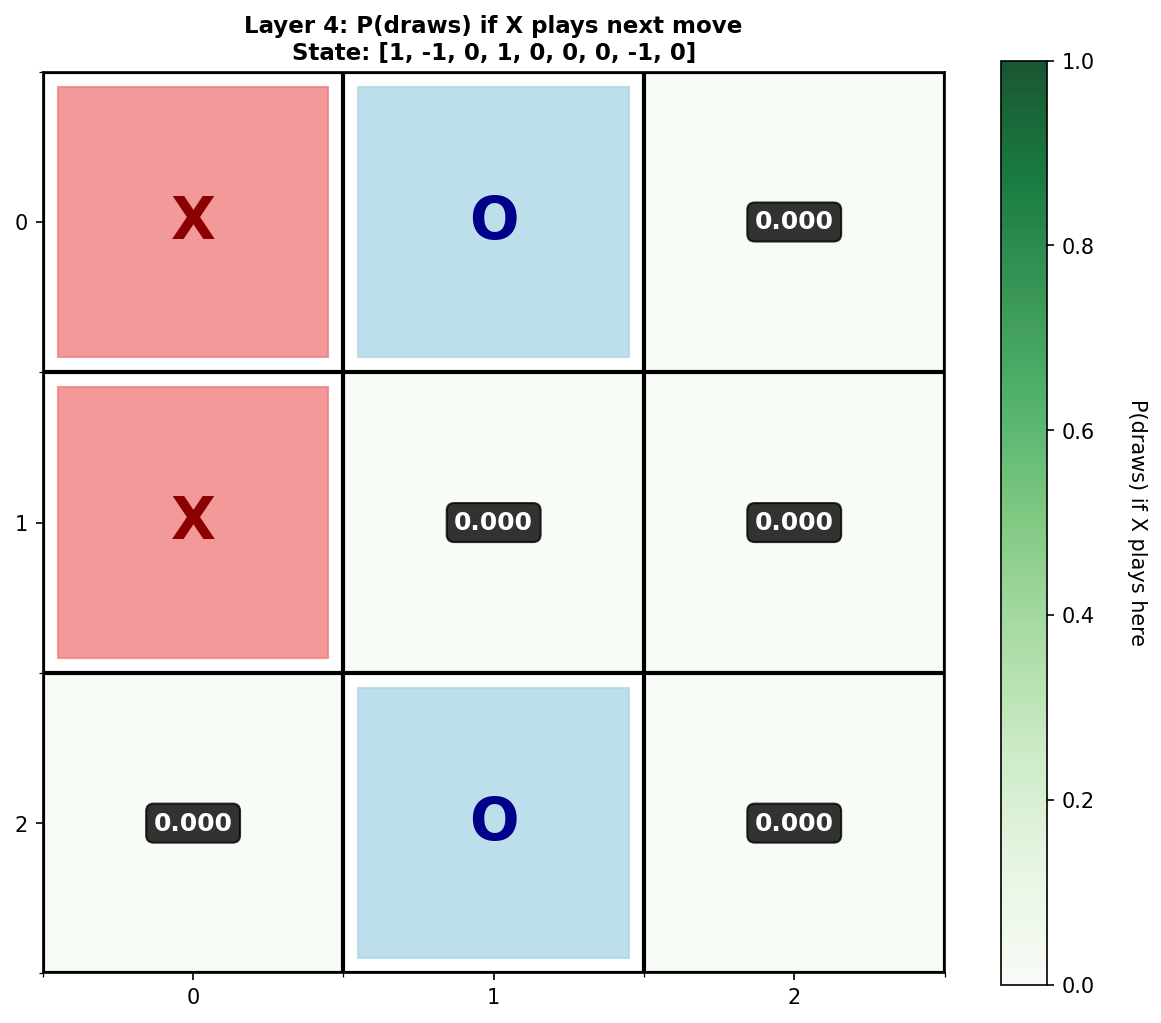 Layer 4: P(draws) if X plays next move
State: [1, -1, 0, 1, 0, 0, 0, -1, 0]
0
X
O
0.000
1
X
0.000
0.000
2
0.000
O
0.000
0
1
2
1.0
0.8
0.6
0.4
0.2
0.0
P(draws) if X plays here